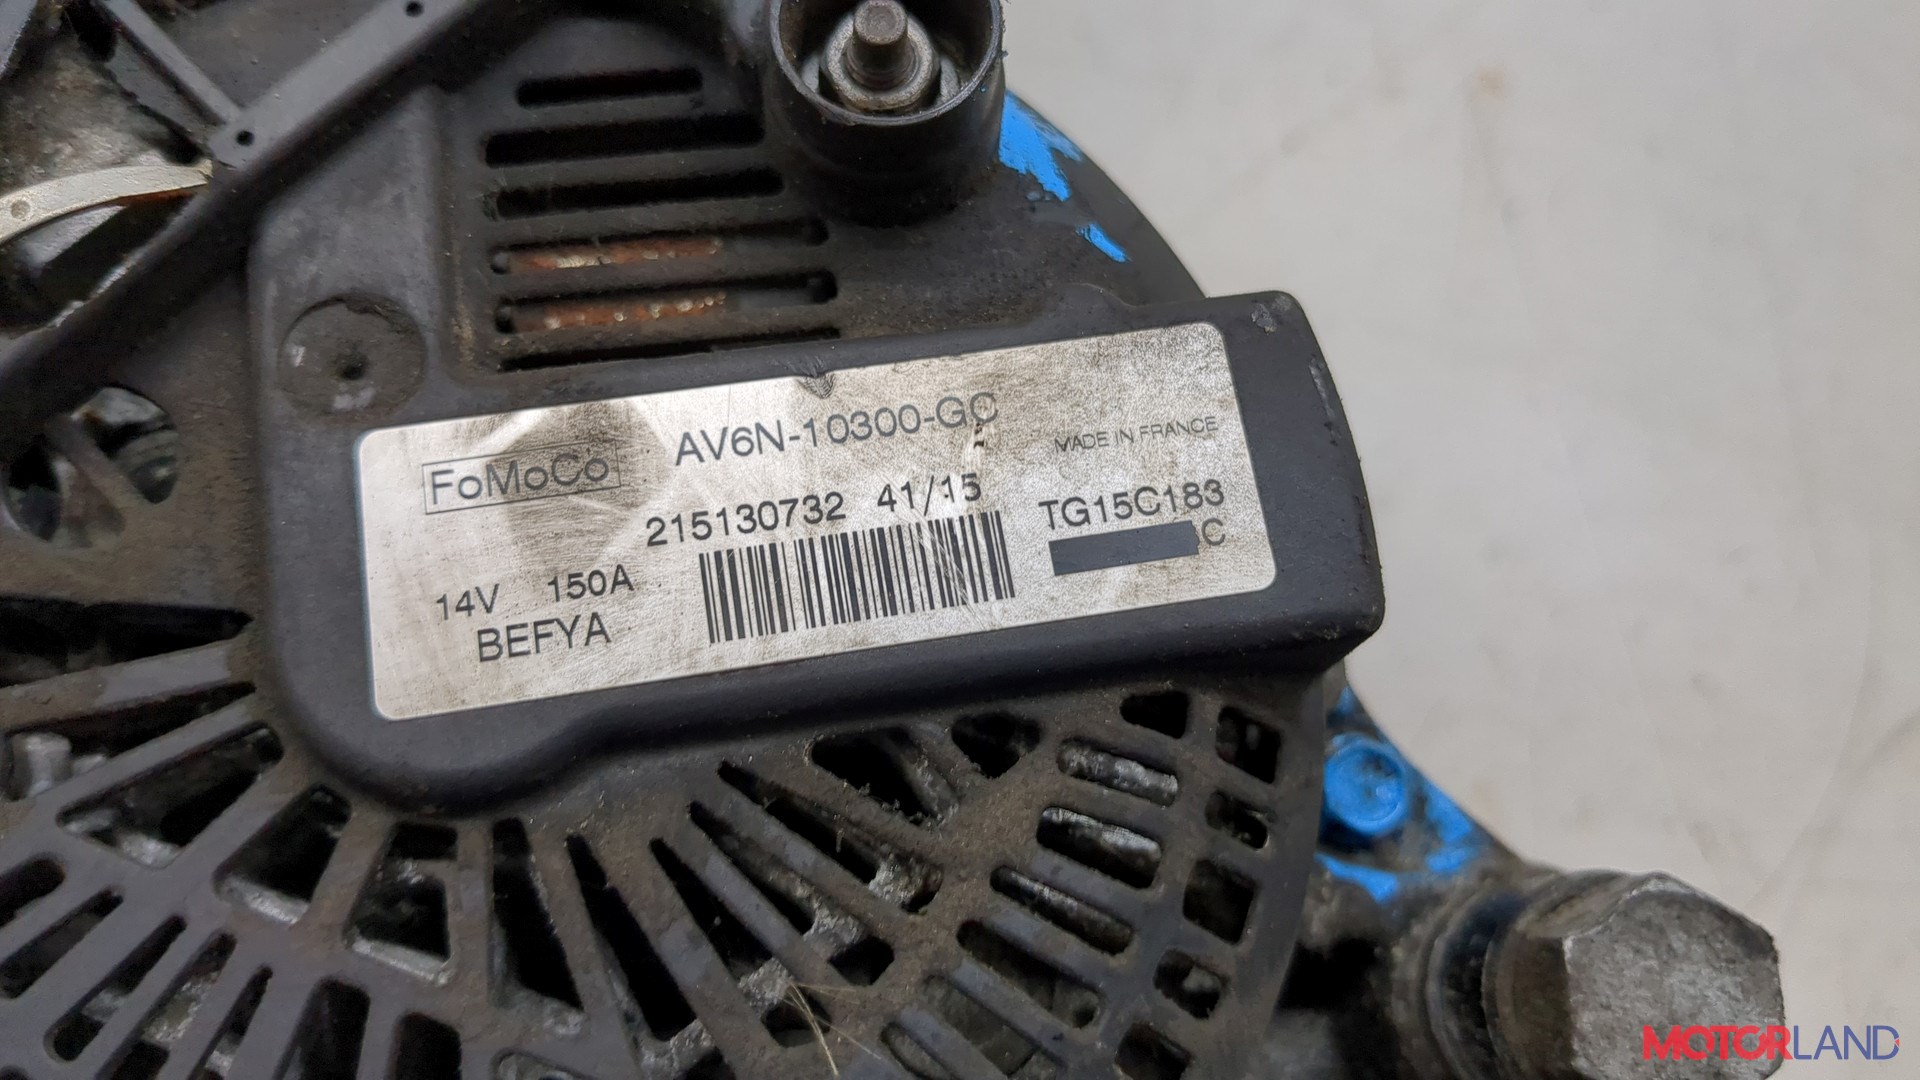 FoMoCo AV6N-10300-GC MADE IN FRANCE
215130732 41/15 TG15C183
C
14V 150A
BEFYA
MOTORLAND